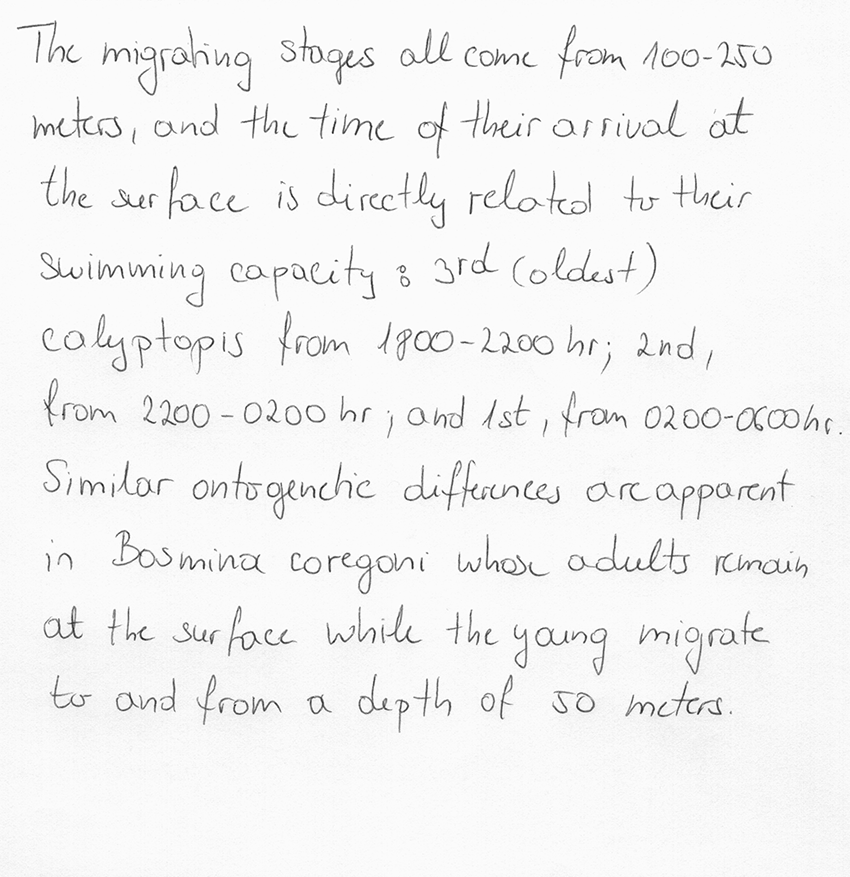 The migrating stages all come from 100-250
meters, and the time of their arrival at
the surface is directly related to their
swimming capacity : 3rd (oldest)
calyptopis from 1800-2200 hr; 2nd,
from 2200-0200 hr; and 1st, from 0200-0600 hr.
Similar ontogenetic differences are apparent
in Bosmina coregoni whose adults remain
at the surface while the young migrate
to and from a depth of 50 meters.